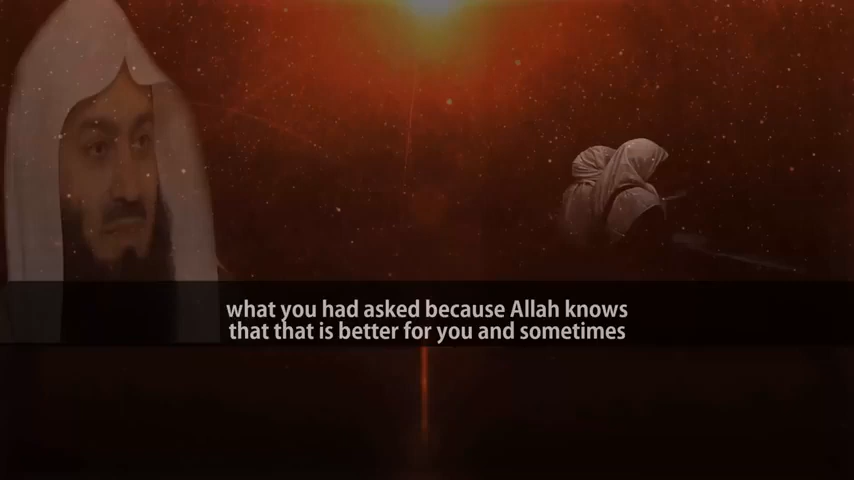 what you had asked because Allah knows
that that is better for you and sometimes